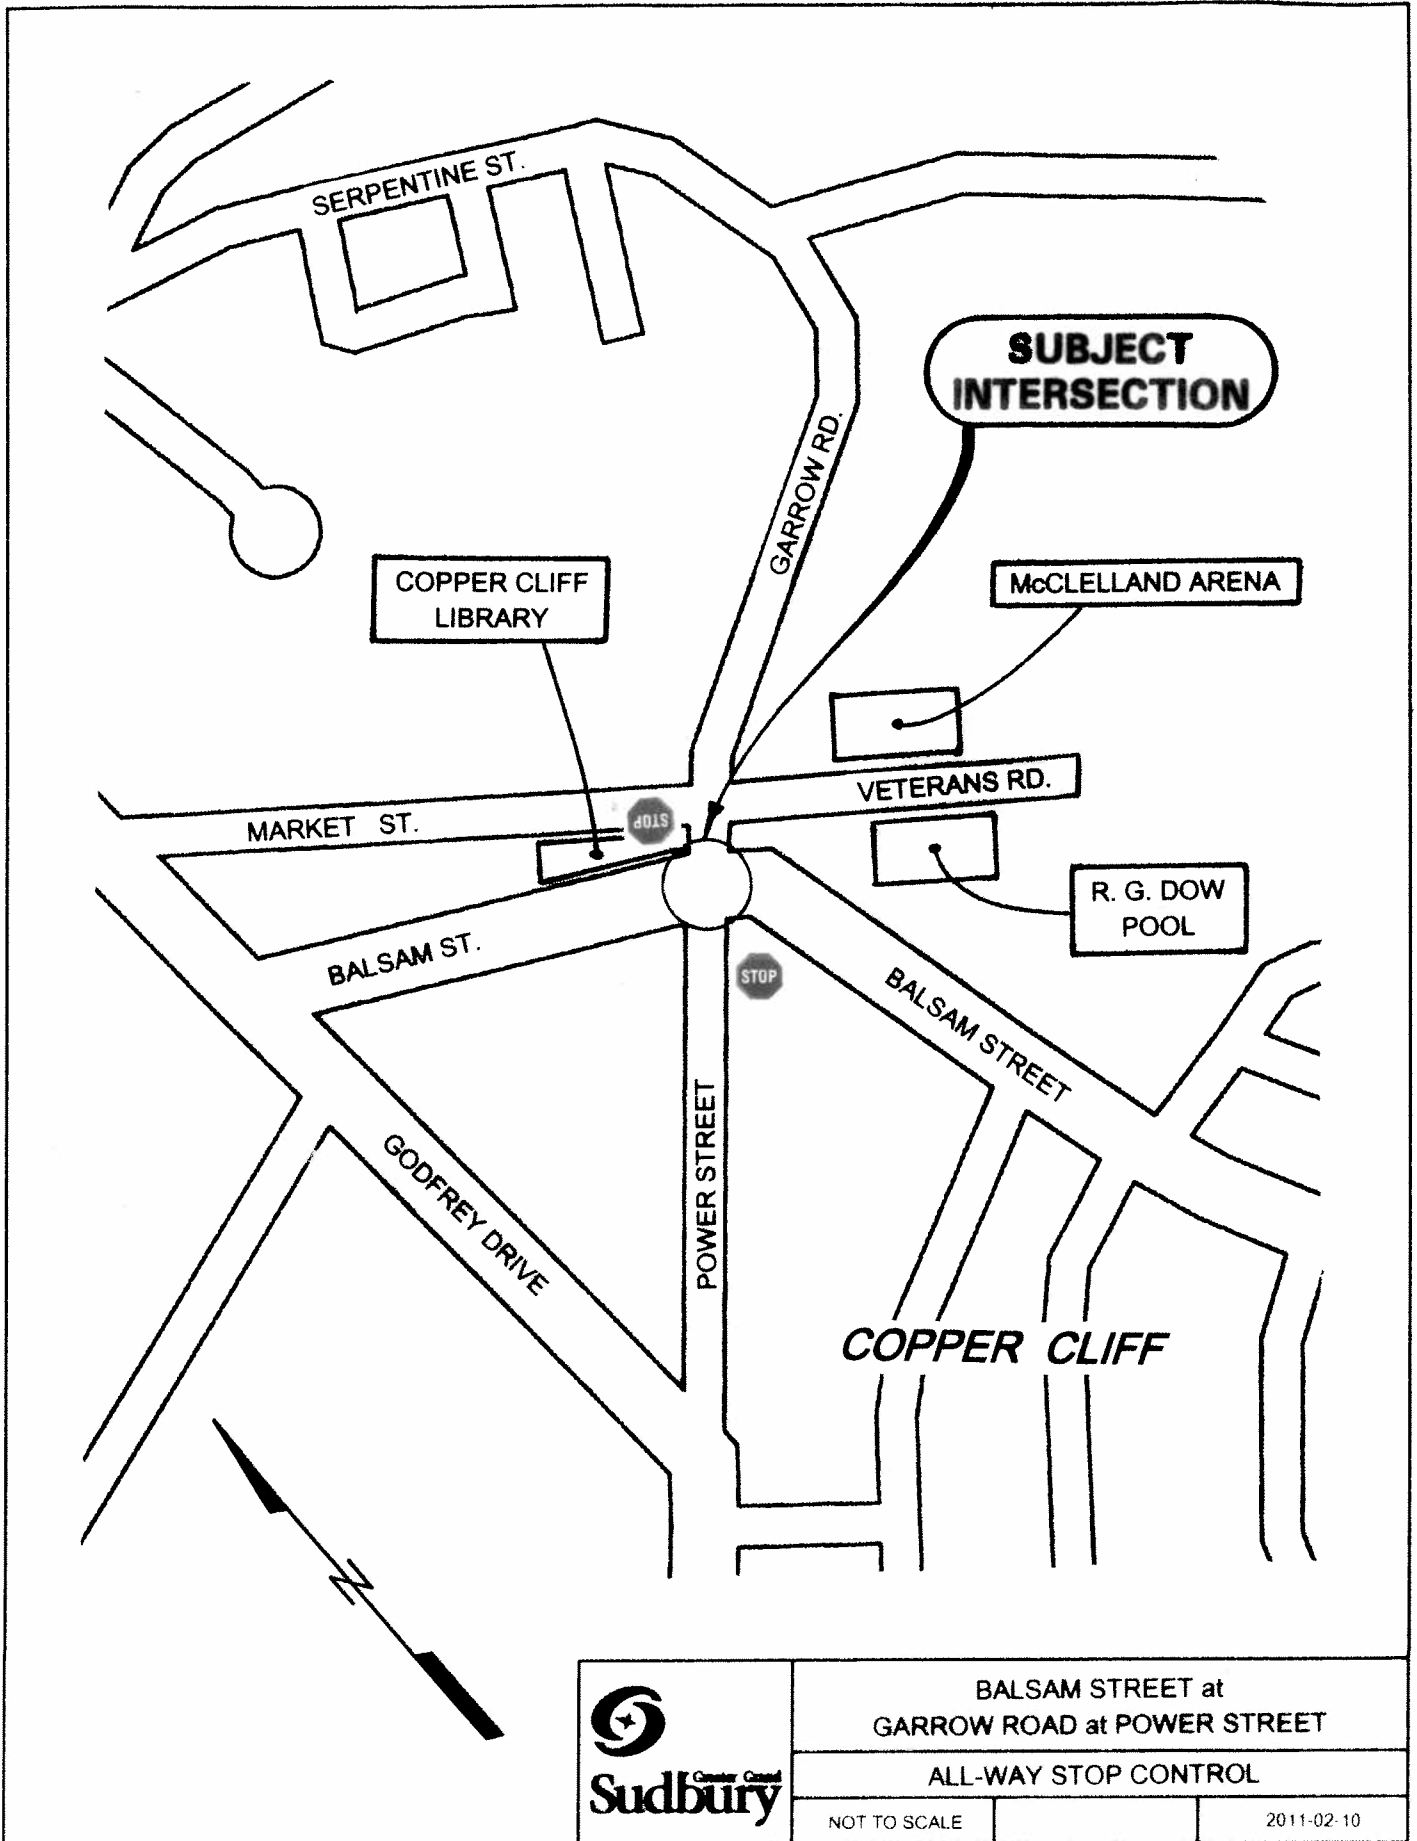 SERPENTINE ST.
SUBJECT
INTERSECTION
GARROW RD.
COPPER CLIFF
LIBRARY
McCLELLAND ARENA
VETERANS RD.
MARKET ST.
STOP
R. G. DOW
POOL
BALSAM ST.
STOP
BALSAM STREET
POWER STREET
GODFREY DRIVE
COPPER CLIFF
N
BALSAM STREET at
GARROW ROAD at POWER STREET
ALL-WAY STOP CONTROL
Greater Grand
Sudbury
NOT TO SCALE
2011-02-10